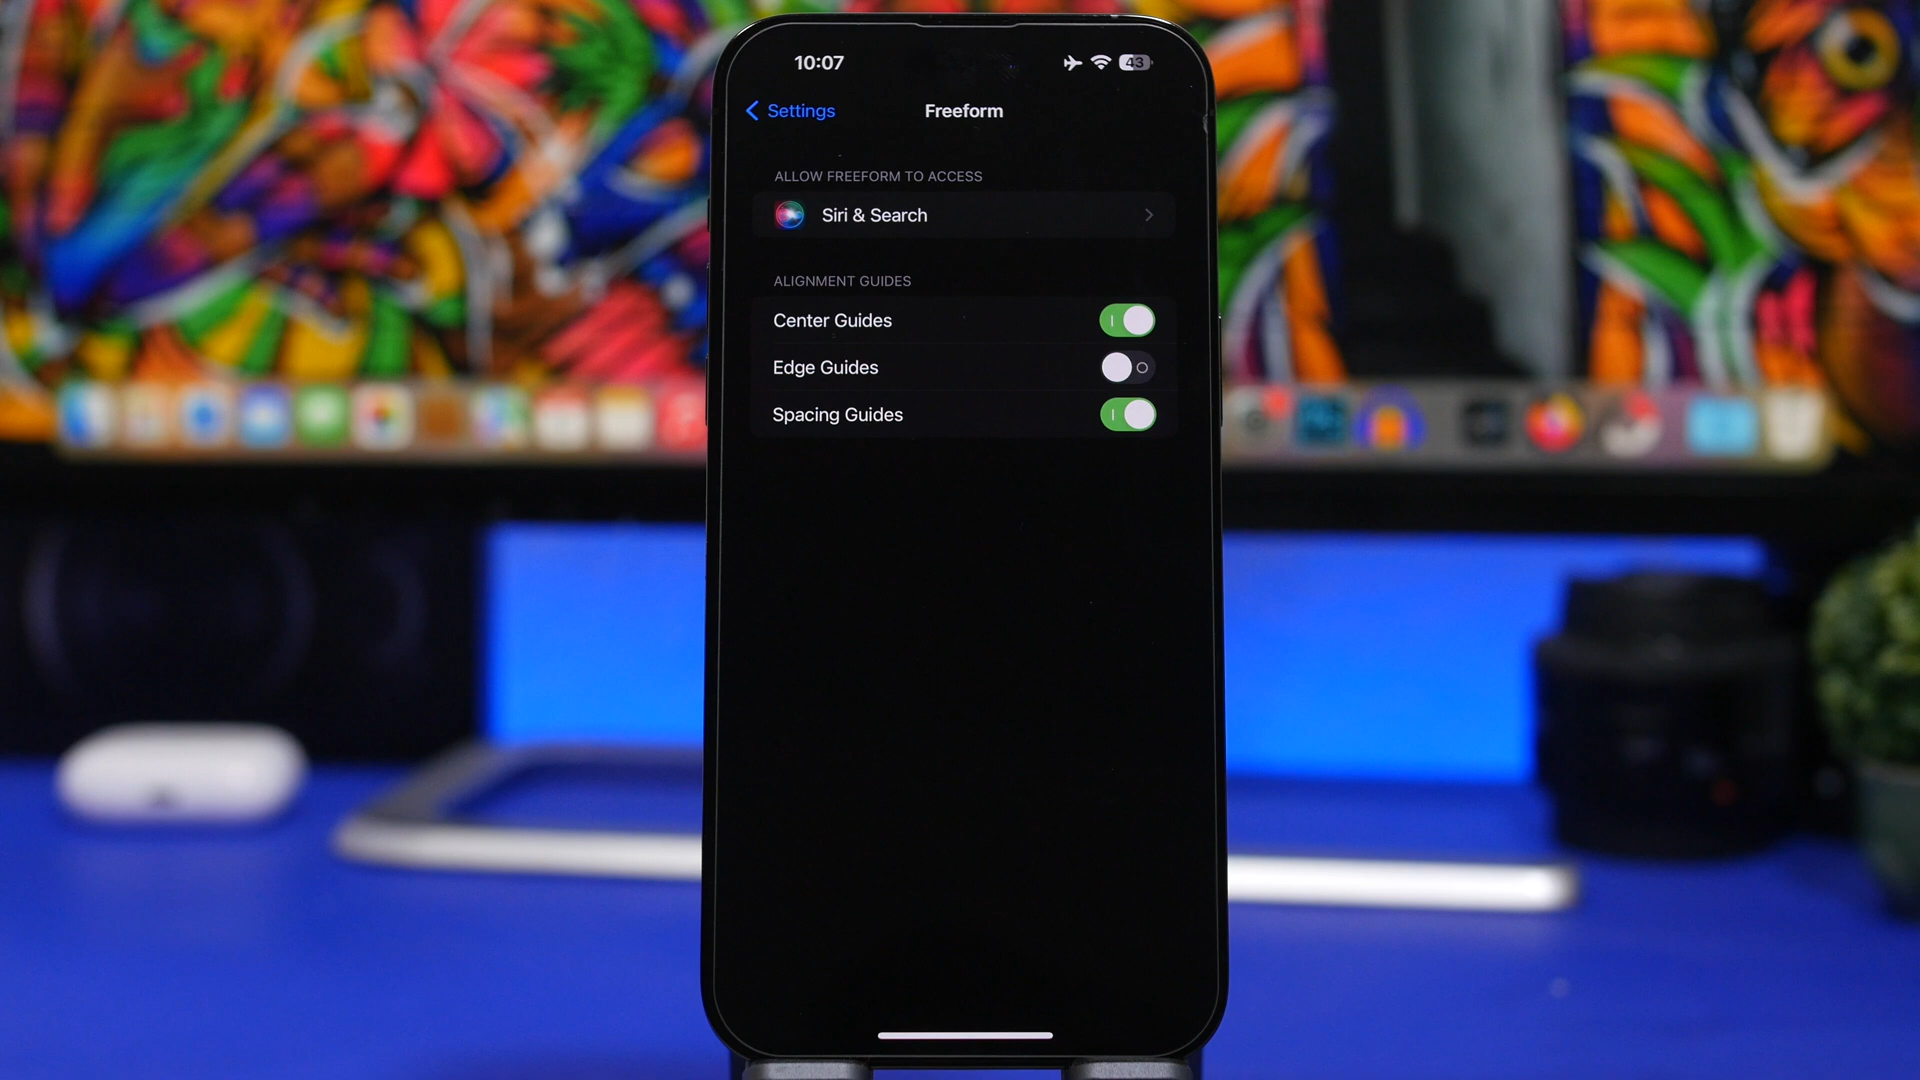 10:07
43
Settings
Freeform
ALLOW FREEFORM TO ACCESS
Siri & Search
ALIGNMENT GUIDES
Center Guides
Edge Guides
Spacing Guides